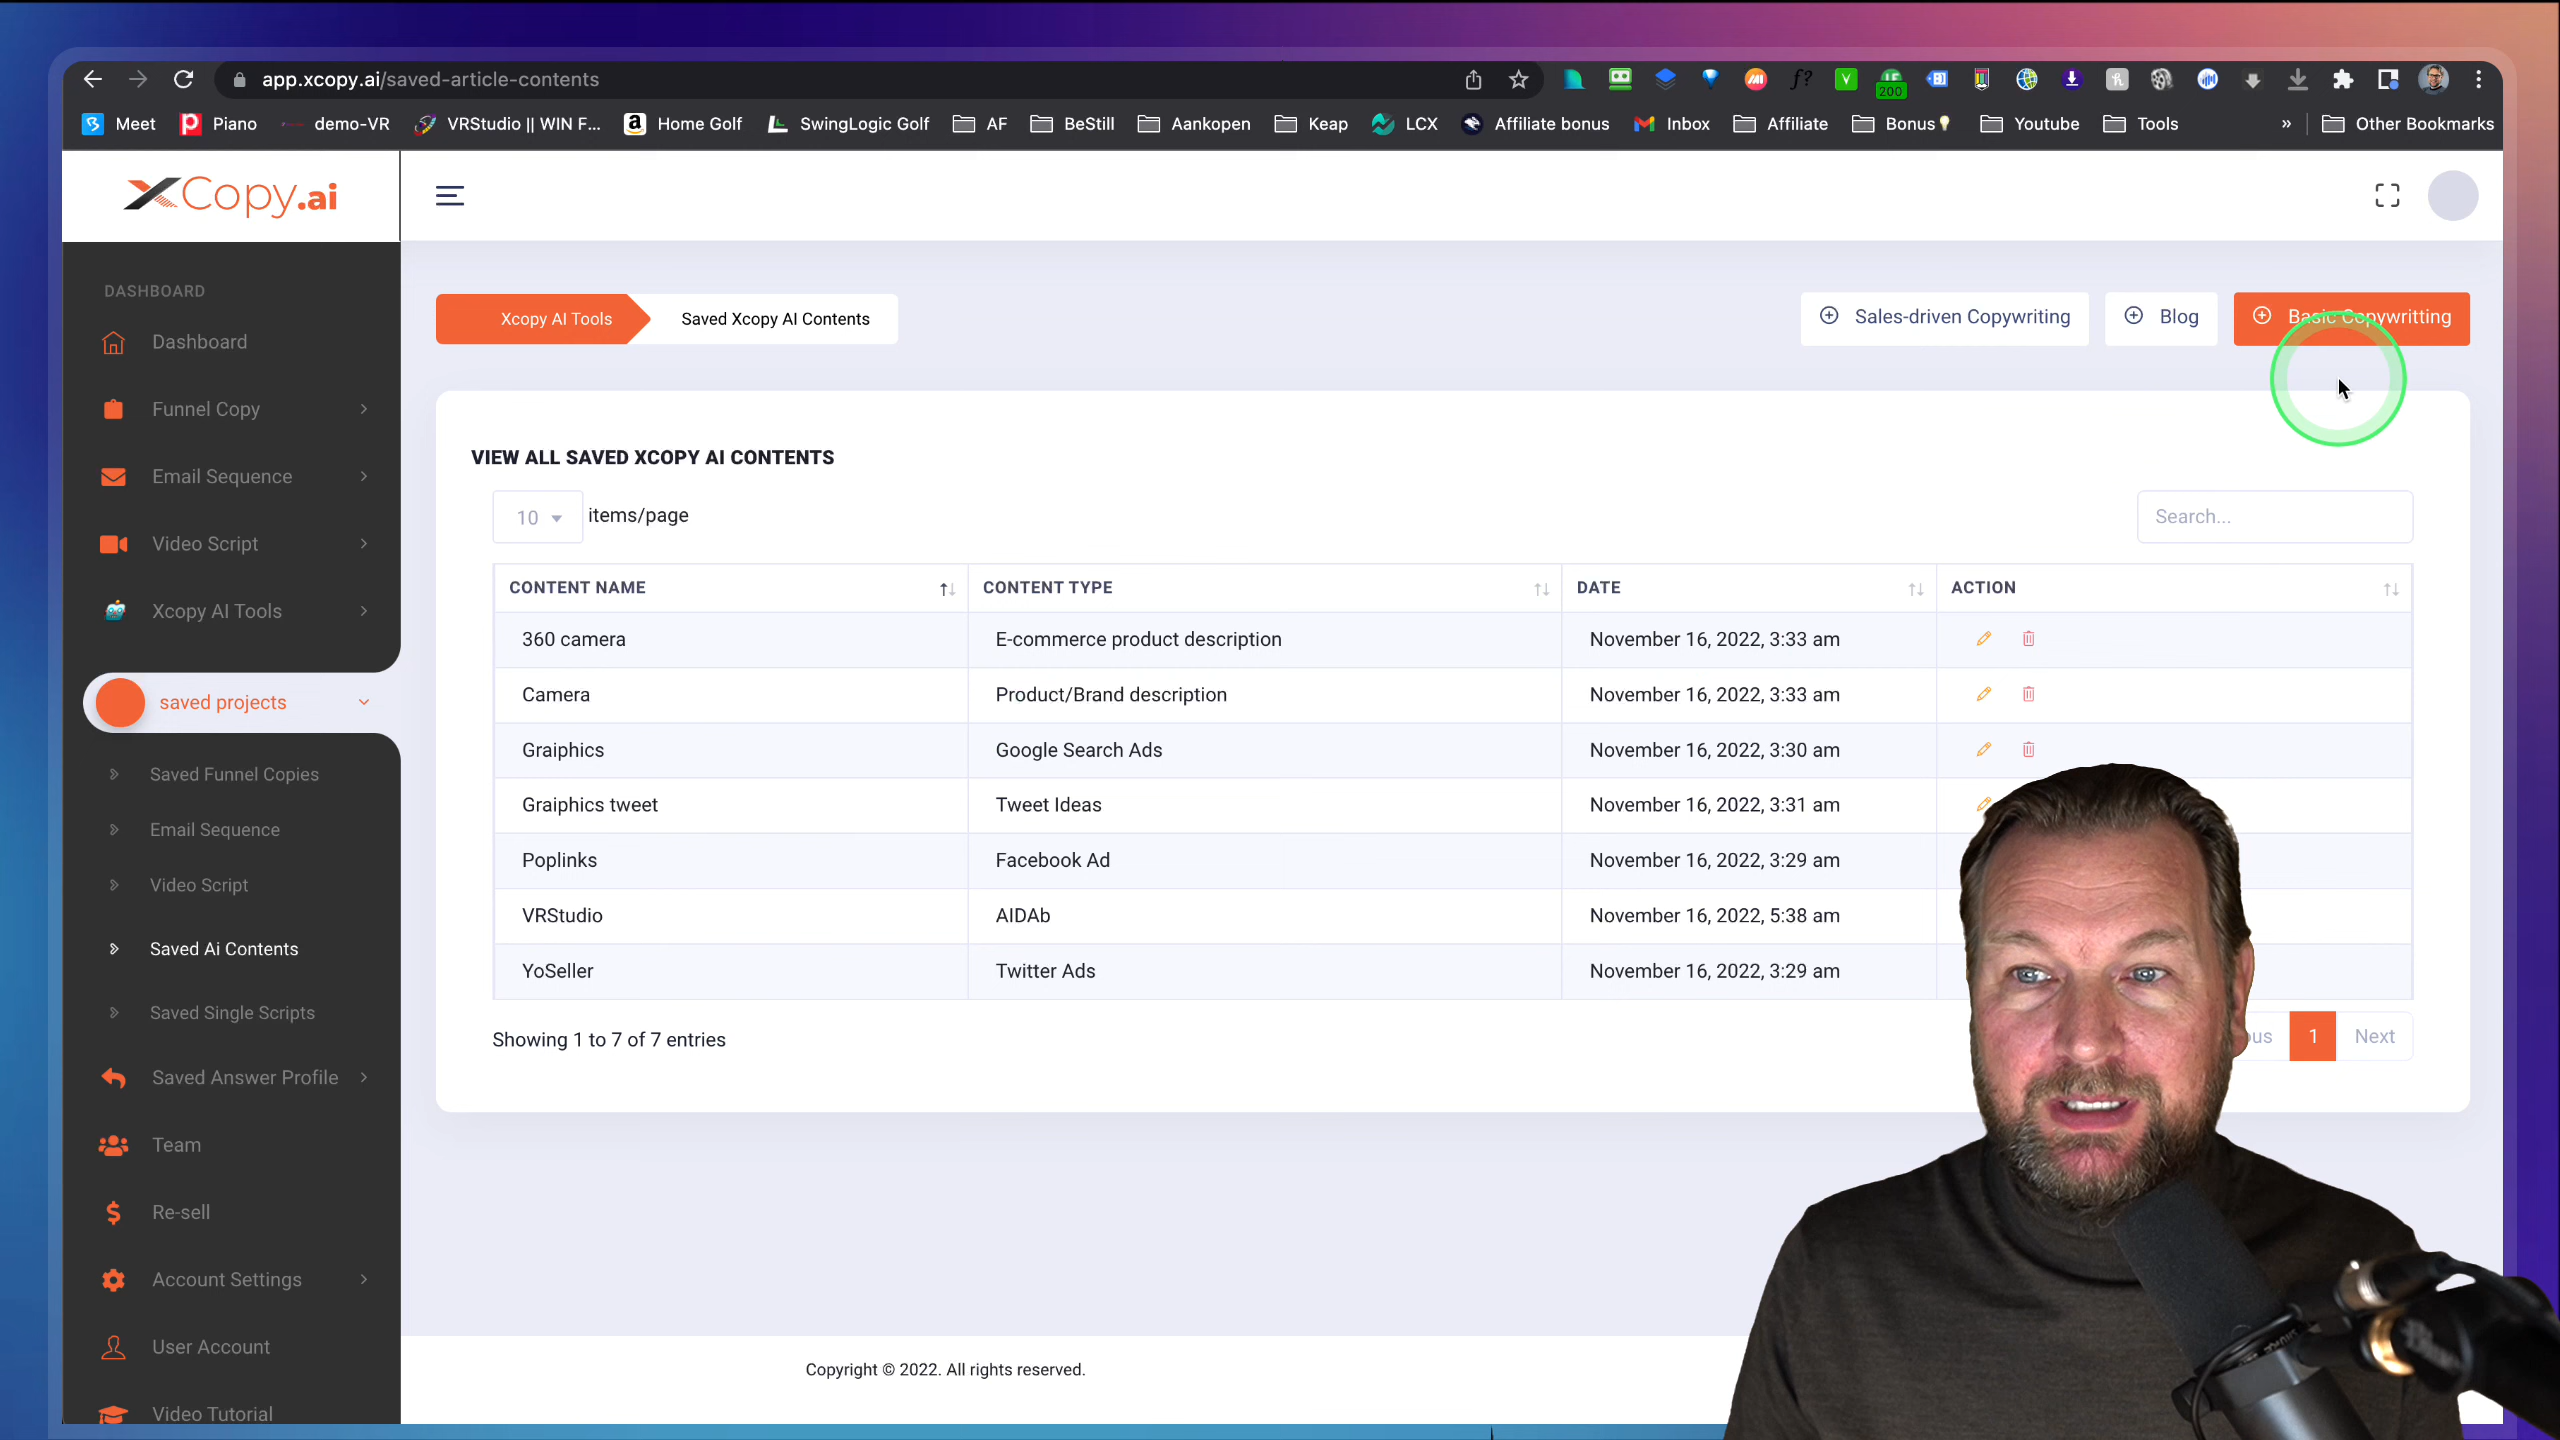 app.xcopy.ai/saved-article-contents
200
Meet Piano demo-VR VRStudio || WIN F... Home Golf SwingLogic Golf AF BeStill Aankopen Keap LCX Affiliate bonus Inbox Affiliate Bonus Youtube Tools » Other Bookmarks
XCopy.ai
DASHBOARD
Dashboard
Funnel Copy
Email Sequence
Video Script
Xcopy AI Tools
saved projects
Saved Funnel Copies
Email Sequence
Video Script
Saved Ai Contents
Saved Single Scripts
Saved Answer Profile
Team
Re-sell
Account Settings
User Account
Video Tutorial
Xcopy AI Tools Saved Xcopy AI Contents
Sales-driven Copywriting Blog Basic Copywritting
VIEW ALL SAVED XCOPY AI CONTENTS
10 items/page Search...
CONTENT NAME CONTENT TYPE DATE ACTION
360 camera E-commerce product description November 16, 2022, 3:33 am
Camera Product/Brand description November 16, 2022, 3:33 am
Graiphics Google Search Ads November 16, 2022, 3:30 am
Graiphics tweet Tweet Ideas November 16, 2022, 3:31 am
Poplinks Facebook Ad November 16, 2022, 3:29 am
VRStudio AIDAb November 16, 2022, 5:38 am
YoSeller Twitter Ads November 16, 2022, 3:29 am
Showing 1 to 7 of 7 entries
1 Next
Copyright © 2022. All rights reserved.